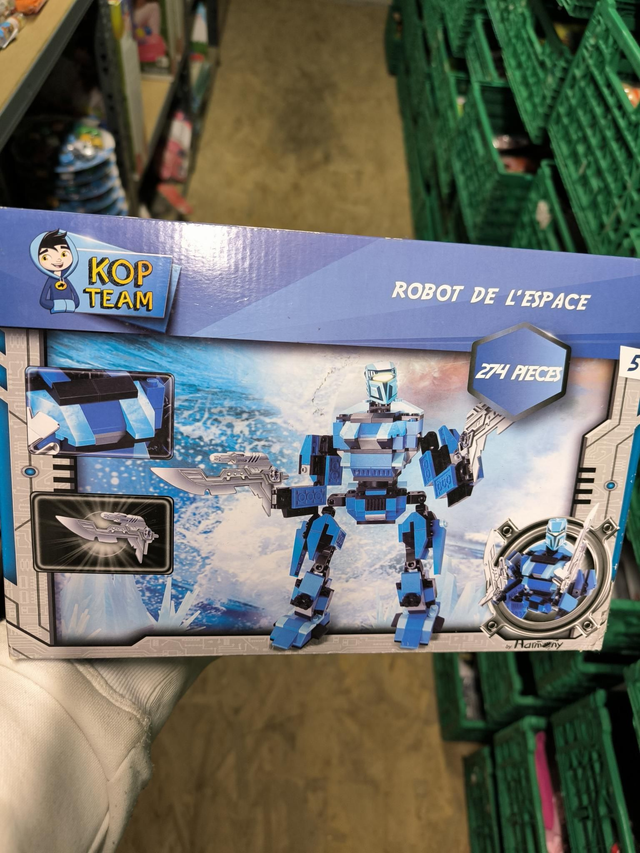 KOP
TEAM
ROBOT DE L'ESPACE
274 PIECES
5
by Harmony